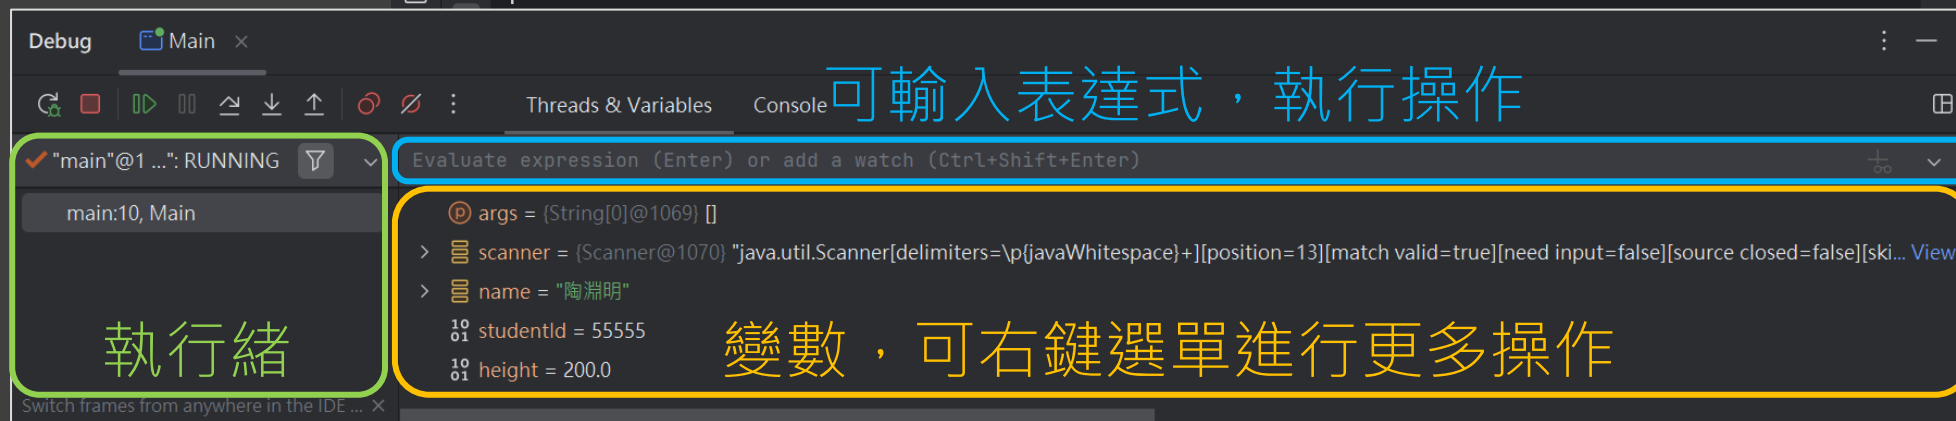 Debug
Main
可輸入表達式，執行操作
Threads & Variables
Console
"main"@1 ...": RUNNING
Evaluate expression (Enter) or add a watch (Ctrl+Shift+Enter)
main:10, Main
args = {String[0]@1069} []
scanner = {Scanner@1070} "java.util.Scanner[delimiters=\p{javaWhitespace}+][position=13][match valid=true][need input=false][source closed=false][ski... View
name = "陶淵明"
studentId = 55555
height = 200.0
執行緒
變數，可右鍵選單進行更多操作
Switch frames from anywhere in the IDE ...